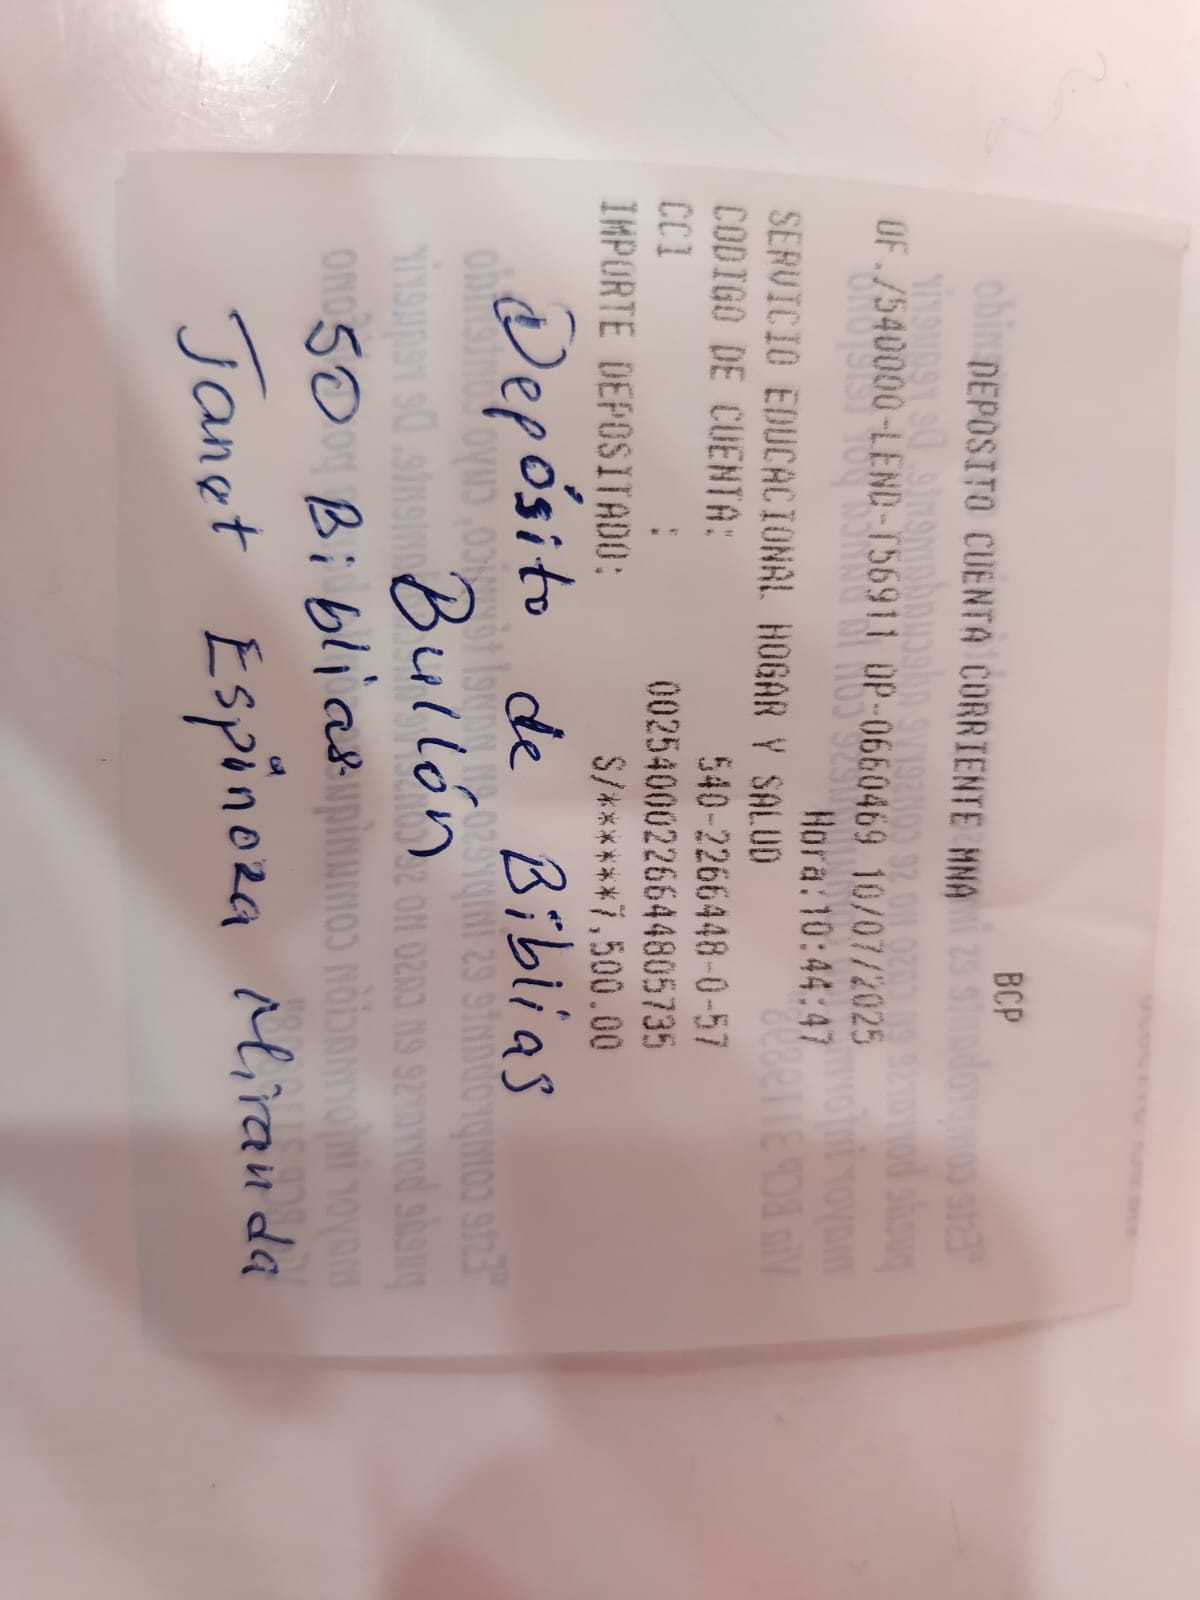 BCP
DEPOSITO CUENTA CORRIENTE MNA
OF./540000-LEND-T56911 OP-0660469 10/07/2025
Hora:10:44:47
SERVICIO EDUCACIONAL HOGAR Y SALUD
CODIGO DE CUENTA: 540-2266448-0-57
CCI : 00254000226644805735
IMPORTE DEPOSITADO: S/******7,500.00
Depósito de Biblias
Bullón
50 Biblias
Janet Espinoza Miranda